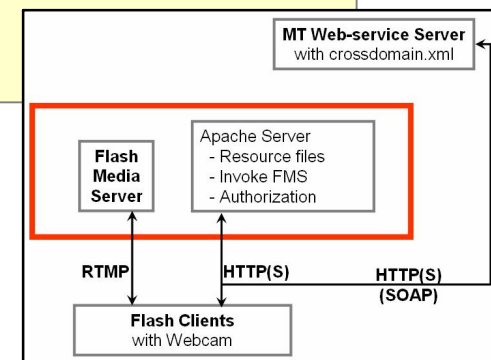 MT Web-service Server
with crossdomain.xml
Apache Server
- Resource files
- Invoke FMS
- Authorization
Flash
Media
Server
RTMP
HTTP(S)
HTTP(S)
(SOAP)
Flash Clients
with Webcam